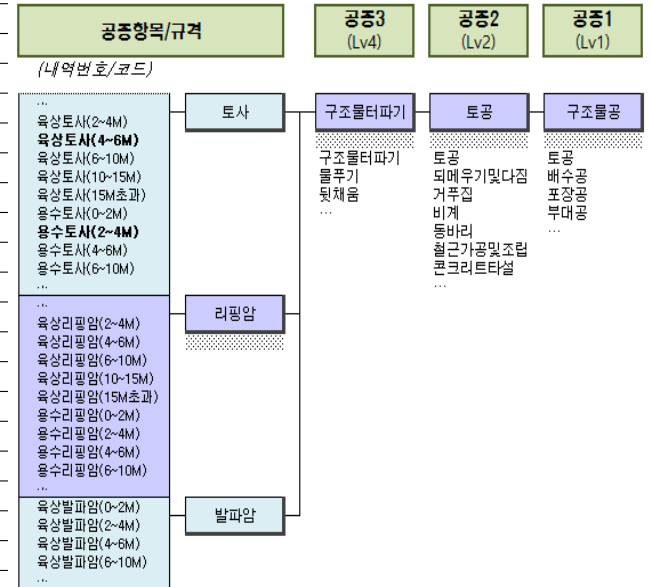 공종항목/규격
공종3
(Lv4)
공종2
(Lv2)
공종1
(Lv1)
(내역번호/코드)
...
육상토사(2~4M)
육상토사(4~6M)
육상토사(6~10M)
육상토사(10~15M)
육상토사(15M초과)
용수토사(0~2M)
용수토사(2~4M)
용수토사(4~6M)
용수토사(6~10M)
...
토사
구조물터파기
토공
구조물공
구조물터파기
물푸기
뒷채움
...
토공
되메우기및다짐
거푸집
비계
동바리
철근가공및조립
콘크리트타설
...
토공
배수공
포장공
부대공
...
...
육상리핑암(2~4M)
육상리핑암(4~6M)
육상리핑암(6~10M)
육상리핑암(10~15M)
육상리핑암(15M초과)
용수리핑암(0~2M)
용수리핑암(2~4M)
용수리핑암(4~6M)
용수리핑암(6~10M)
...
리핑암
육상발파암(0~2M)
육상발파암(2~4M)
육상발파암(4~6M)
육상발파암(6~10M)
...
발파암